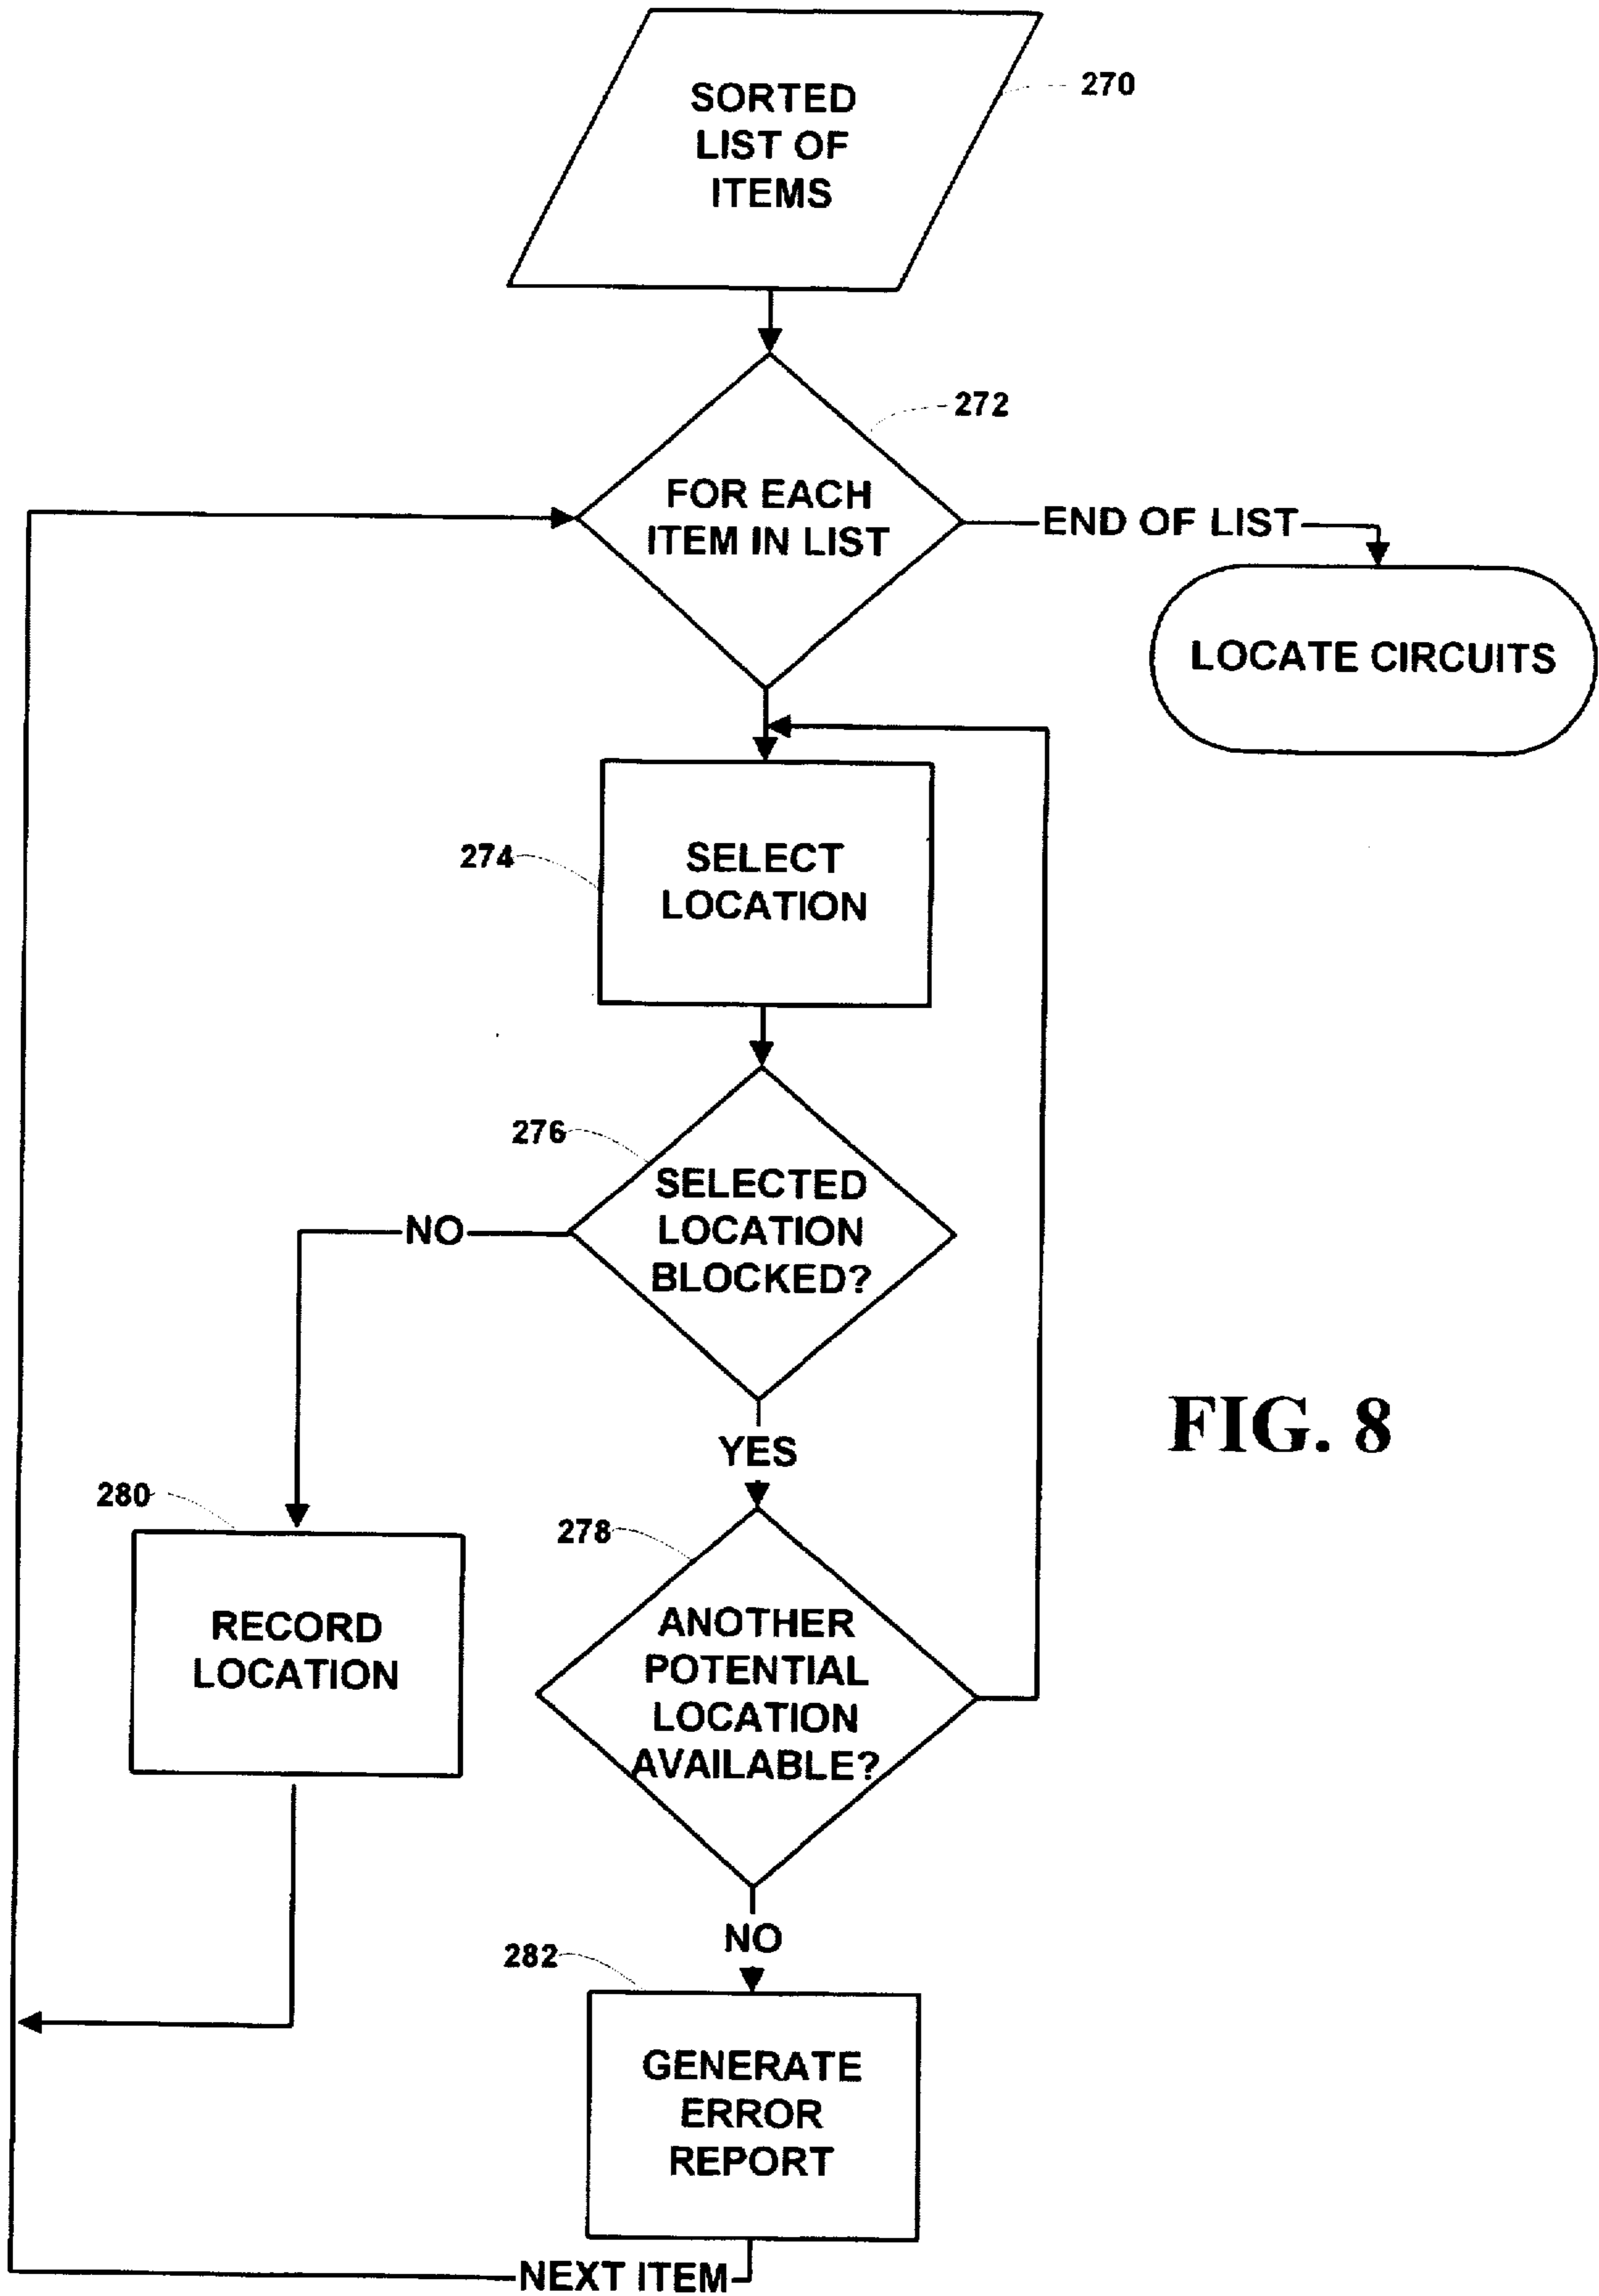 SORTED
LIST OF
ITEMS
270
272
FOR EACH
ITEM IN LIST
END OF LIST
LOCATE CIRCUITS
274
SELECT
LOCATION
276
SELECTED
LOCATION
BLOCKED?
NO
YES
FIG. 8
280
RECORD
LOCATION
278
ANOTHER
POTENTIAL
LOCATION
AVAILABLE?
NO
282
GENERATE
ERROR
REPORT
NEXT ITEM